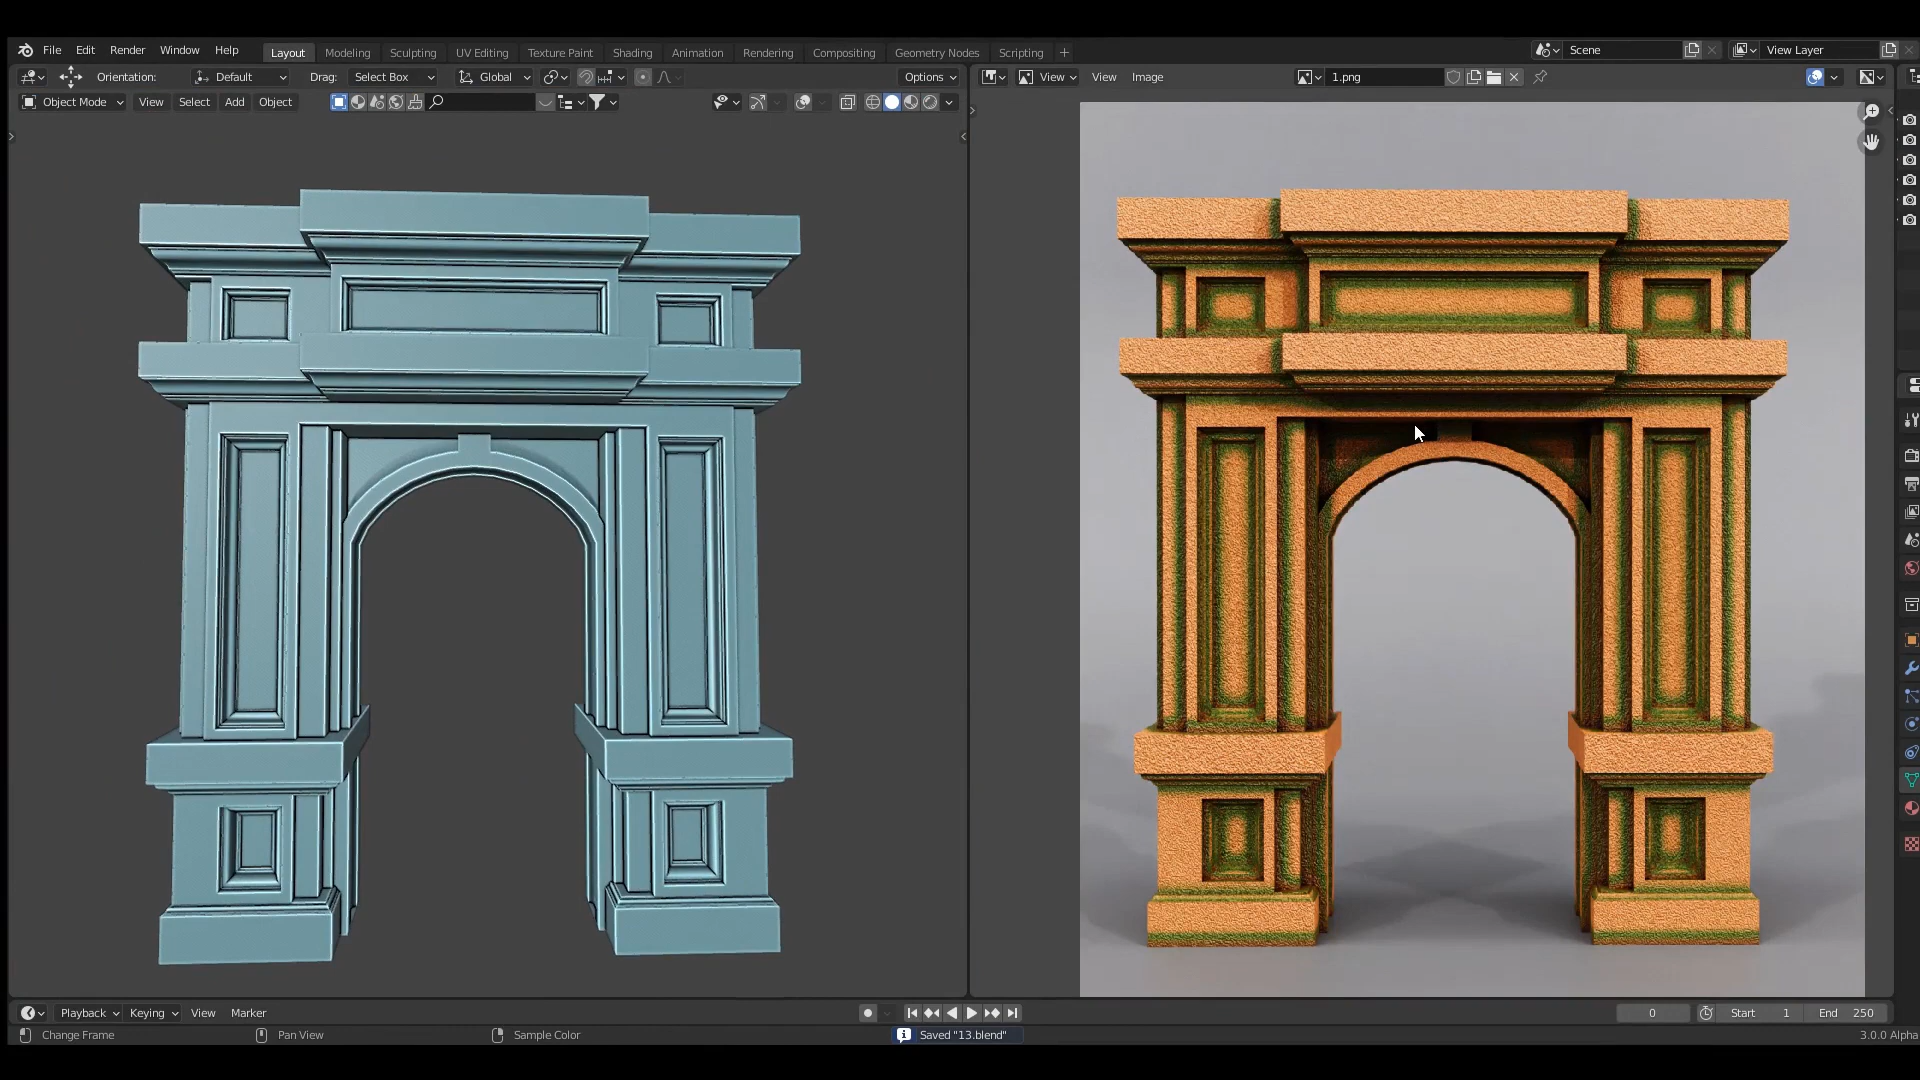 File Edit Render Window Help Layout Modeling Sculpting UV Editing Texture Paint Shading Animation Rendering Compositing Geometry Nodes Scripting + Scene View Layer
Orientation: Default Drag: Select Box Global Options View View Image 1.png
Object Mode View Select Add Object
Playback Keying View Marker 0 Start 1 End 250
Change Frame Pan View Sample Color Saved "13.blend" 3.0.0 Alpha